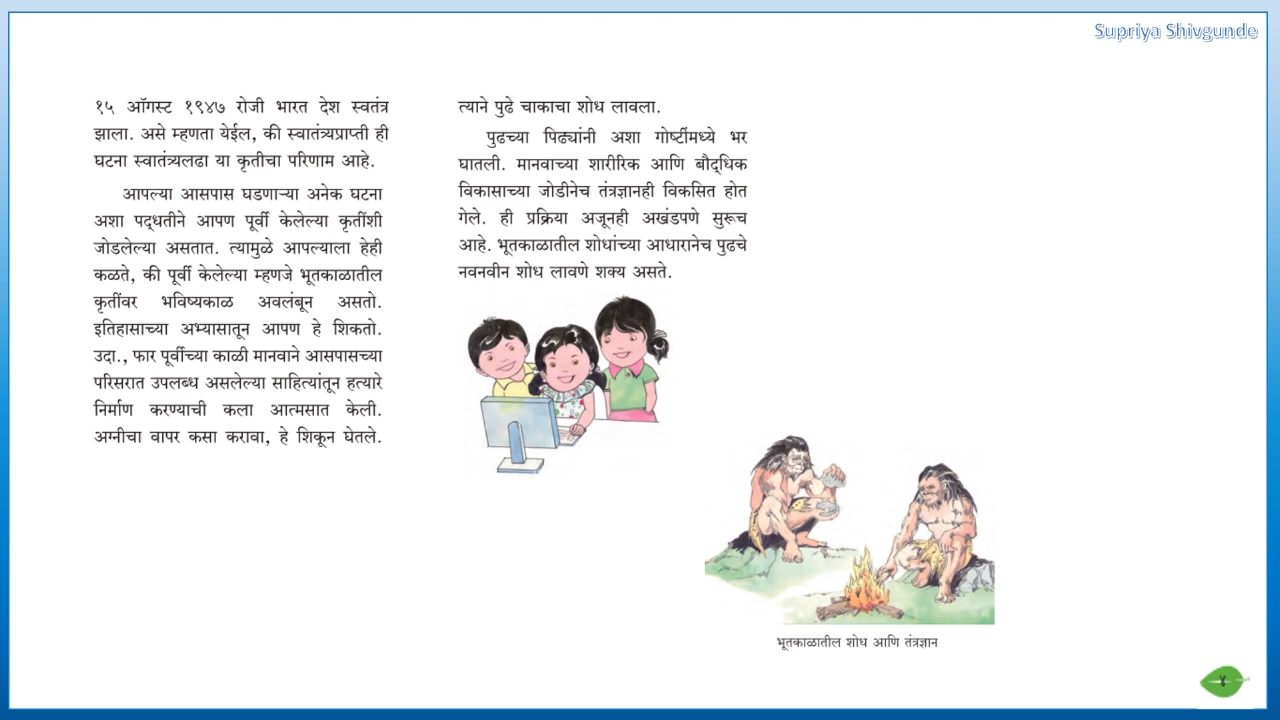 Supriya Shivgunde
१५ ऑगस्ट १९४७ रोजी भारत देश स्वतंत्र
झाला. असे म्हणता येईल, की स्वातंत्र्यप्राप्ती ही
घटना स्वातंत्र्यलढा या कृतीचा परिणाम आहे.
आपल्या आसपास घडणाऱ्या अनेक घटना
अशा पद्धतीने आपण पूर्वी केलेल्या कृतींशी
जोडलेल्या असतात. त्यामुळे आपल्याला हेही
कळते, की पूर्वी केलेल्या म्हणजे भूतकाळातील
कृतींवर भविष्यकाळ अवलंबून असतो.
इतिहासाच्या अभ्यासातून आपण हे शिकतो.
उदा., फार पूर्वीच्या काळी मानवाने आसपासच्या
परिसरात उपलब्ध असलेल्या साहित्यांतून हत्यारे
निर्माण करण्याची कला आत्मसात केली.
अग्नीचा वापर कसा करावा, हे शिकून घेतले.
त्याने पुढे चाकाचा शोध लावला.
पुढच्या पिढ्यांनी अशा गोष्टींमध्ये भर
घातली. मानवाच्या शारीरिक आणि बौद्धिक
विकासाच्या जोडीनेच तंत्रज्ञानही विकसित होत
गेले. ही प्रक्रिया अजूनही अखंडपणे सुरूच
आहे. भूतकाळातील शोधांच्या आधारानेच पुढचे
नवनवीन शोध लावणे शक्य असते.
भूतकाळातील शोध आणि तंत्रज्ञान
४